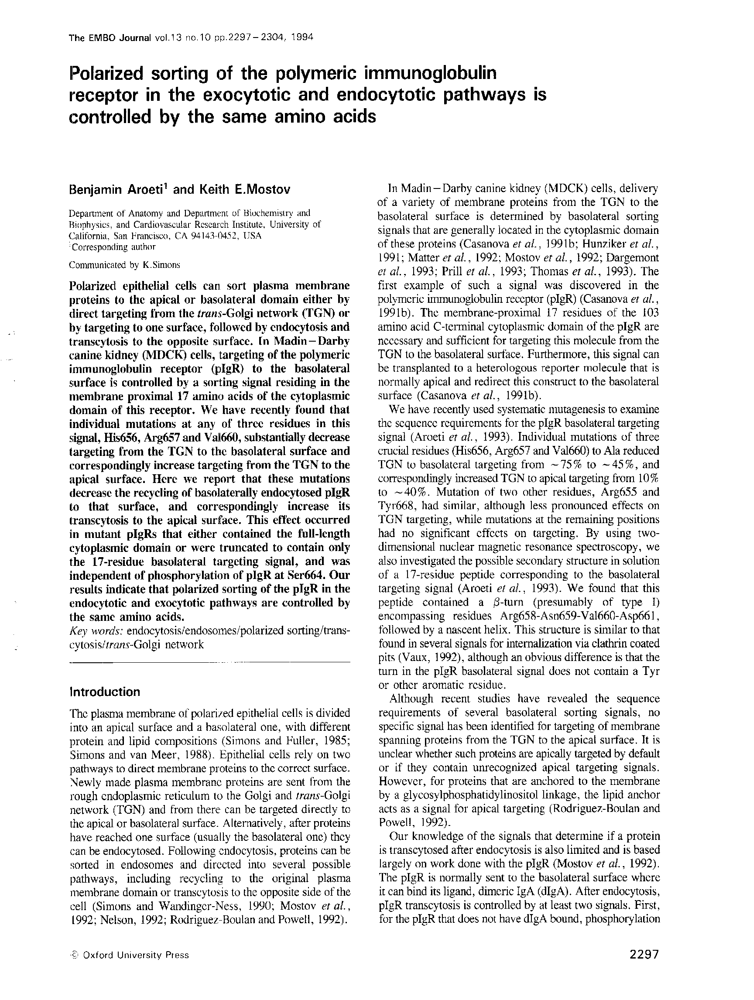 The EMBO Journal vol.13 no.10 pp.2297–2304, 1994
Polarized sorting of the polymeric immunoglobulin
receptor in the exocytotic and endocytotic pathways is
controlled by the same amino acids
Benjamin Aroeti¹ and Keith E.Mostov
Department of Anatomy and Department of Biochemistry and
Biophysics, and Cardiovascular Research Institute, University of
California, San Francisco, CA 94143-0452, USA
¹Corresponding author
Communicated by K.Simons
Polarized epithelial cells can sort plasma membrane
proteins to the apical or basolateral domain either by
direct targeting from the trans-Golgi network (TGN) or
by targeting to one surface, followed by endocytosis and
transcytosis to the opposite surface. In Madin–Darby
canine kidney (MDCK) cells, targeting of the polymeric
immunoglobulin receptor (pIgR) to the basolateral
surface is controlled by a sorting signal residing in the
membrane proximal 17 amino acids of the cytoplasmic
domain of this receptor. We have recently found that
individual mutations at any of three residues in this
signal, His656, Arg657 and Val660, substantially decrease
targeting from the TGN to the basolateral surface and
correspondingly increase targeting from the TGN to the
apical surface. Here we report that these mutations
decrease the recycling of basolaterally endocytosed pIgR
to that surface, and correspondingly increase its
transcytosis to the apical surface. This effect occurred
in mutant pIgRs that either contained the full-length
cytoplasmic domain or were truncated to contain only
the 17-residue basolateral targeting signal, and was
independent of phosphorylation of pIgR at Ser664. Our
results indicate that polarized sorting of the pIgR in the
endocytotic and exocytotic pathways are controlled by
the same amino acids.
Key words: endocytosis/endosomes/polarized sorting/trans-
cytosis/trans-Golgi network
Introduction
The plasma membrane of polarized epithelial cells is divided
into an apical surface and a basolateral one, with different
protein and lipid compositions (Simons and Fuller, 1985;
Simons and van Meer, 1988). Epithelial cells rely on two
pathways to direct membrane proteins to the correct surface.
Newly made plasma membrane proteins are sent from the
rough endoplasmic reticulum to the Golgi and trans-Golgi
network (TGN) and from there can be targeted directly to
the apical or basolateral surface. Alternatively, after proteins
have reached one surface (usually the basolateral one) they
can be endocytosed. Following endocytosis, proteins can be
sorted in endosomes and directed into several possible
pathways, including recycling to the original plasma
membrane domain or transcytosis to the opposite side of the
cell (Simons and Wandinger-Ness, 1990; Mostov et al.,
1992; Nelson, 1992; Rodriguez-Boulan and Powell, 1992).
In Madin–Darby canine kidney (MDCK) cells, delivery
of a variety of membrane proteins from the TGN to the
basolateral surface is determined by basolateral sorting
signals that are generally located in the cytoplasmic domain
of these proteins (Casanova et al., 1991b; Hunziker et al.,
1991; Matter et al., 1992; Mostov et al., 1992; Dargemont
et al., 1993; Prill et al., 1993; Thomas et al., 1993). The
first example of such a signal was discovered in the
polymeric immunoglobulin receptor (pIgR) (Casanova et al.,
1991b). The membrane-proximal 17 residues of the 103
amino acid C-terminal cytoplasmic domain of the pIgR are
necessary and sufficient for targeting this molecule from the
TGN to the basolateral surface. Furthermore, this signal can
be transplanted to a heterologous reporter molecule that is
normally apical and redirect this construct to the basolateral
surface (Casanova et al., 1991b).
We have recently used systematic mutagenesis to examine
the sequence requirements for the pIgR basolateral targeting
signal (Aroeti et al., 1993). Individual mutations of three
crucial residues (His656, Arg657 and Val660) to Ala reduced
TGN to basolateral targeting from ~75% to ~45%, and
correspondingly increased TGN to apical targeting from 10%
to ~40%. Mutation of two other residues, Arg655 and
Tyr668, had similar, although less pronounced effects on
TGN targeting, while mutations at the remaining positions
had no significant effects on targeting. By using two-
dimensional nuclear magnetic resonance spectroscopy, we
also investigated the possible secondary structure in solution
of a 17-residue peptide corresponding to the basolateral
targeting signal (Aroeti et al., 1993). We found that this
peptide contained a β-turn (presumably of type I)
encompassing residues Arg658-Asn659-Val660-Asp661,
followed by a nascent helix. This structure is similar to that
found in several signals for internalization via clathrin coated
pits (Vaux, 1992), although an obvious difference is that the
turn in the pIgR basolateral signal does not contain a Tyr
or other aromatic residue.
Although recent studies have revealed the sequence
requirements of several basolateral sorting signals, no
specific signal has been identified for targeting of membrane
spanning proteins from the TGN to the apical surface. It is
unclear whether such proteins are apically targeted by default
or if they contain unrecognized apical targeting signals.
However, for proteins that are anchored to the membrane
by a glycosylphosphatidylinositol linkage, the lipid anchor
acts as a signal for apical targeting (Rodriguez-Boulan and
Powell, 1992).
Our knowledge of the signals that determine if a protein
is transcytosed after endocytosis is also limited and is based
largely on work done with the pIgR (Mostov et al., 1992).
The pIgR is normally sent to the basolateral surface where
it can bind its ligand, dimeric IgA (dIgA). After endocytosis,
pIgR transcytosis is controlled by at least two signals. First,
for the pIgR that does not have dIgA bound, phosphorylation
© Oxford University Press
2297